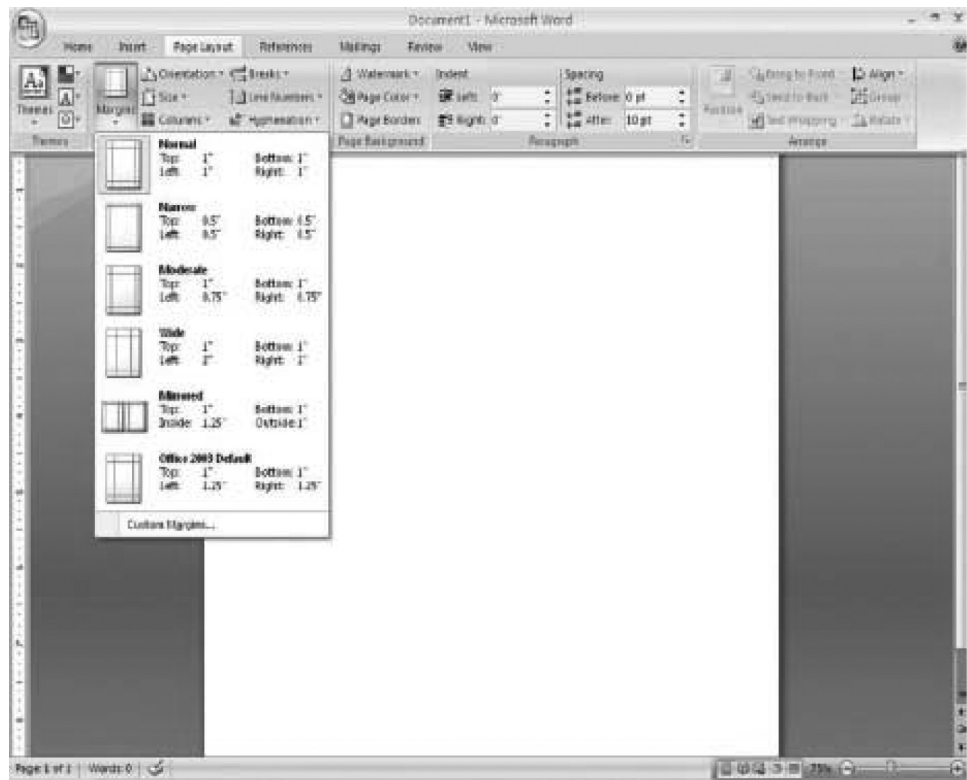 Document1 - Microsoft Word
Home Insert Page Layout References Mailings Review View
Themes
Margins
Orientation
Size
Columns
Breaks
Line Numbers
Hyphenation
Watermark
Page Color
Page Borders
Indent
Left: 0"
Right: 0"
Spacing
Before: 0 pt
After: 10 pt
Position
Bring to Front
Send to Back
Text Wrapping
Align
Group
Rotate
Themes Page Background Paragraph Arrange
Normal
Top: 1" Bottom: 1"
Left: 1" Right: 1"
Narrow
Top: 0.5" Bottom: 0.5"
Left: 0.5" Right: 0.5"
Moderate
Top: 1" Bottom: 1"
Left: 0.75" Right: 0.75"
Wide
Top: 1" Bottom: 1"
Left: 2" Right: 2"
Mirrored
Top: 1" Bottom: 1"
Inside: 1.25" Outside: 1"
Office 2003 Default
Top: 1" Bottom: 1"
Left: 1.25" Right: 1.25"
Custom Margins...
Page: 1 of 1 Words: 0 75%